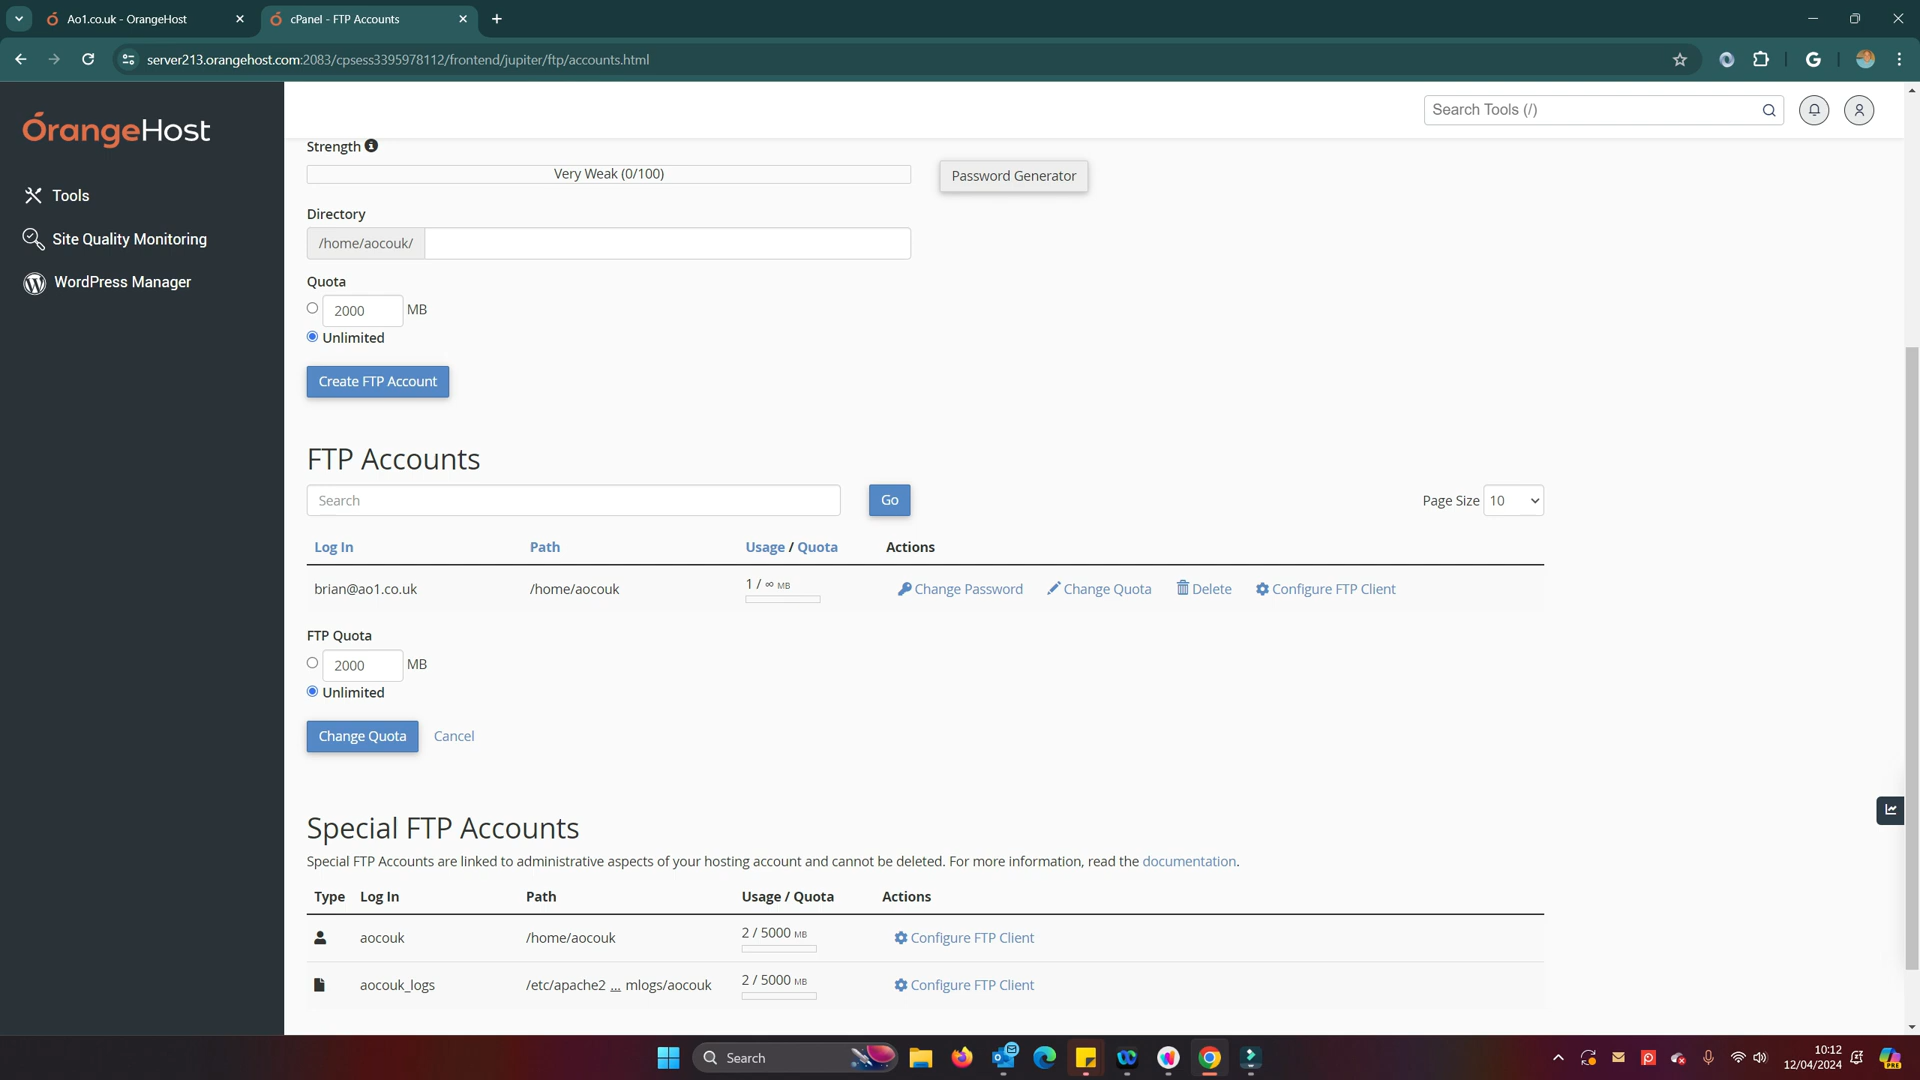 Ao1.co.uk - OrangeHost
cPanel - FTP Accounts
server213.orangehost.com:2083/cpsess3395978112/frontend/jupiter/ftp/accounts.html
OrangeHost
Search Tools (/)
Tools
Site Quality Monitoring
WordPress Manager
Strength
Very Weak (0/100)
Password Generator
Directory
/home/aocouk/
Quota
2000 MB
Unlimited
Create FTP Account
FTP Accounts
Search
Go
Page Size 10
Log In Path Usage / Quota Actions
brian@ao1.co.uk /home/aocouk 1 / ∞ MB Change Password Change Quota Delete Configure FTP Client
FTP Quota
2000 MB
Unlimited
Change Quota Cancel
Special FTP Accounts
Special FTP Accounts are linked to administrative aspects of your hosting account and cannot be deleted. For more information, read the documentation.
Type Log In Path Usage / Quota Actions
aocouk /home/aocouk 2 / 5000 MB Configure FTP Client
aocouk_logs /etc/apache2 ... mlogs/aocouk 2 / 5000 MB Configure FTP Client
Search
10:12
12/04/2024